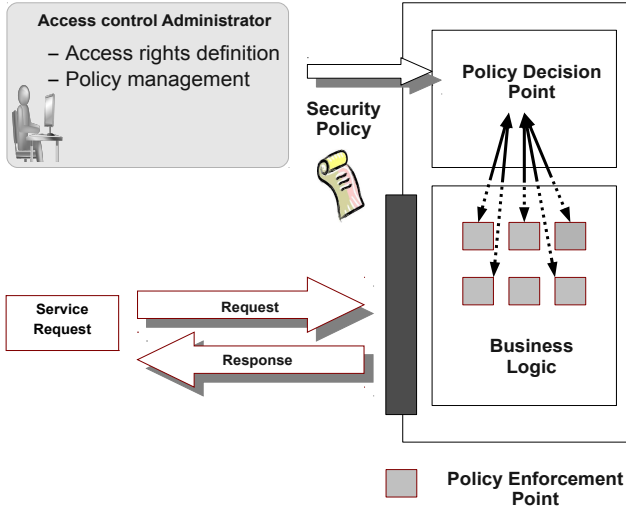 Access control Administrator
– Access rights definition
– Policy management
Security
Policy
Policy Decision
Point
Service
Request
Request
Response
Business
Logic
Policy Enforcement
Point